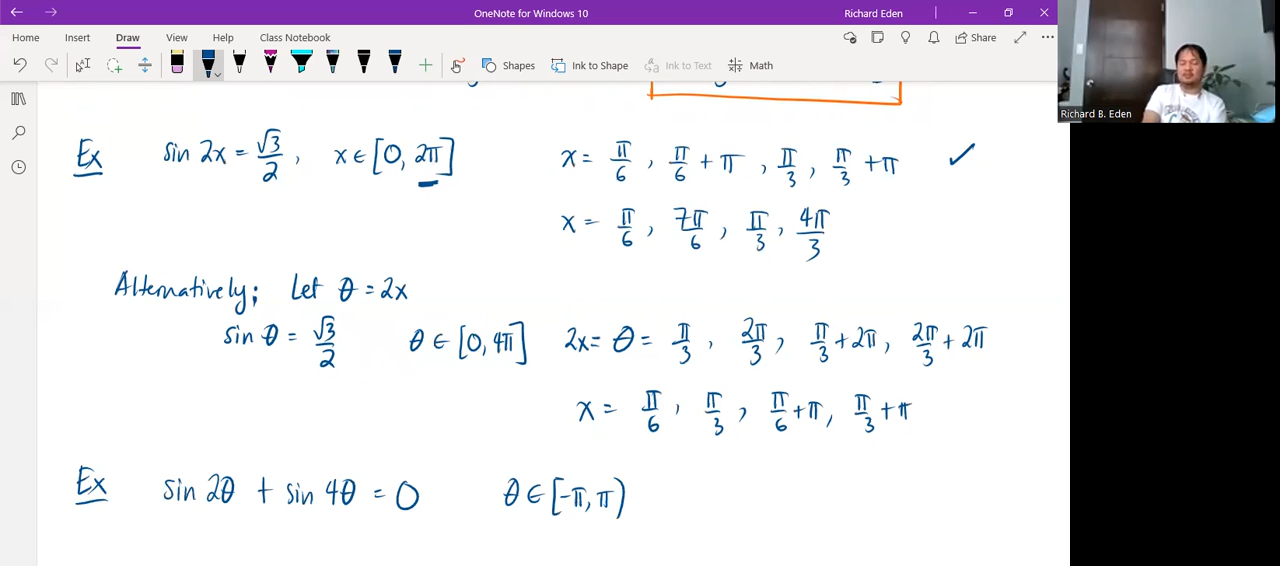 OneNote for Windows 10
Richard Eden
Home Insert Draw View Help Class Notebook
Share
Shapes Ink to Shape Ink to Text Math
Richard B. Eden
Ex sin 2x = √3/2, x ∈ [0, 2π] x = π/6, π/6 + π, π/3, π/3 + π ✓
x = π/6, 7π/6, π/3, 4π/3
Alternatively; Let θ = 2x
sin θ = √3/2 θ ∈ [0, 4π] 2x = θ = π/3, 2π/3, π/3 + 2π, 2π/3 + 2π
x = π/6, π/3, π/6 + π, π/3 + π
Ex sin 2θ + sin 4θ = 0 θ ∈ [-π, π)